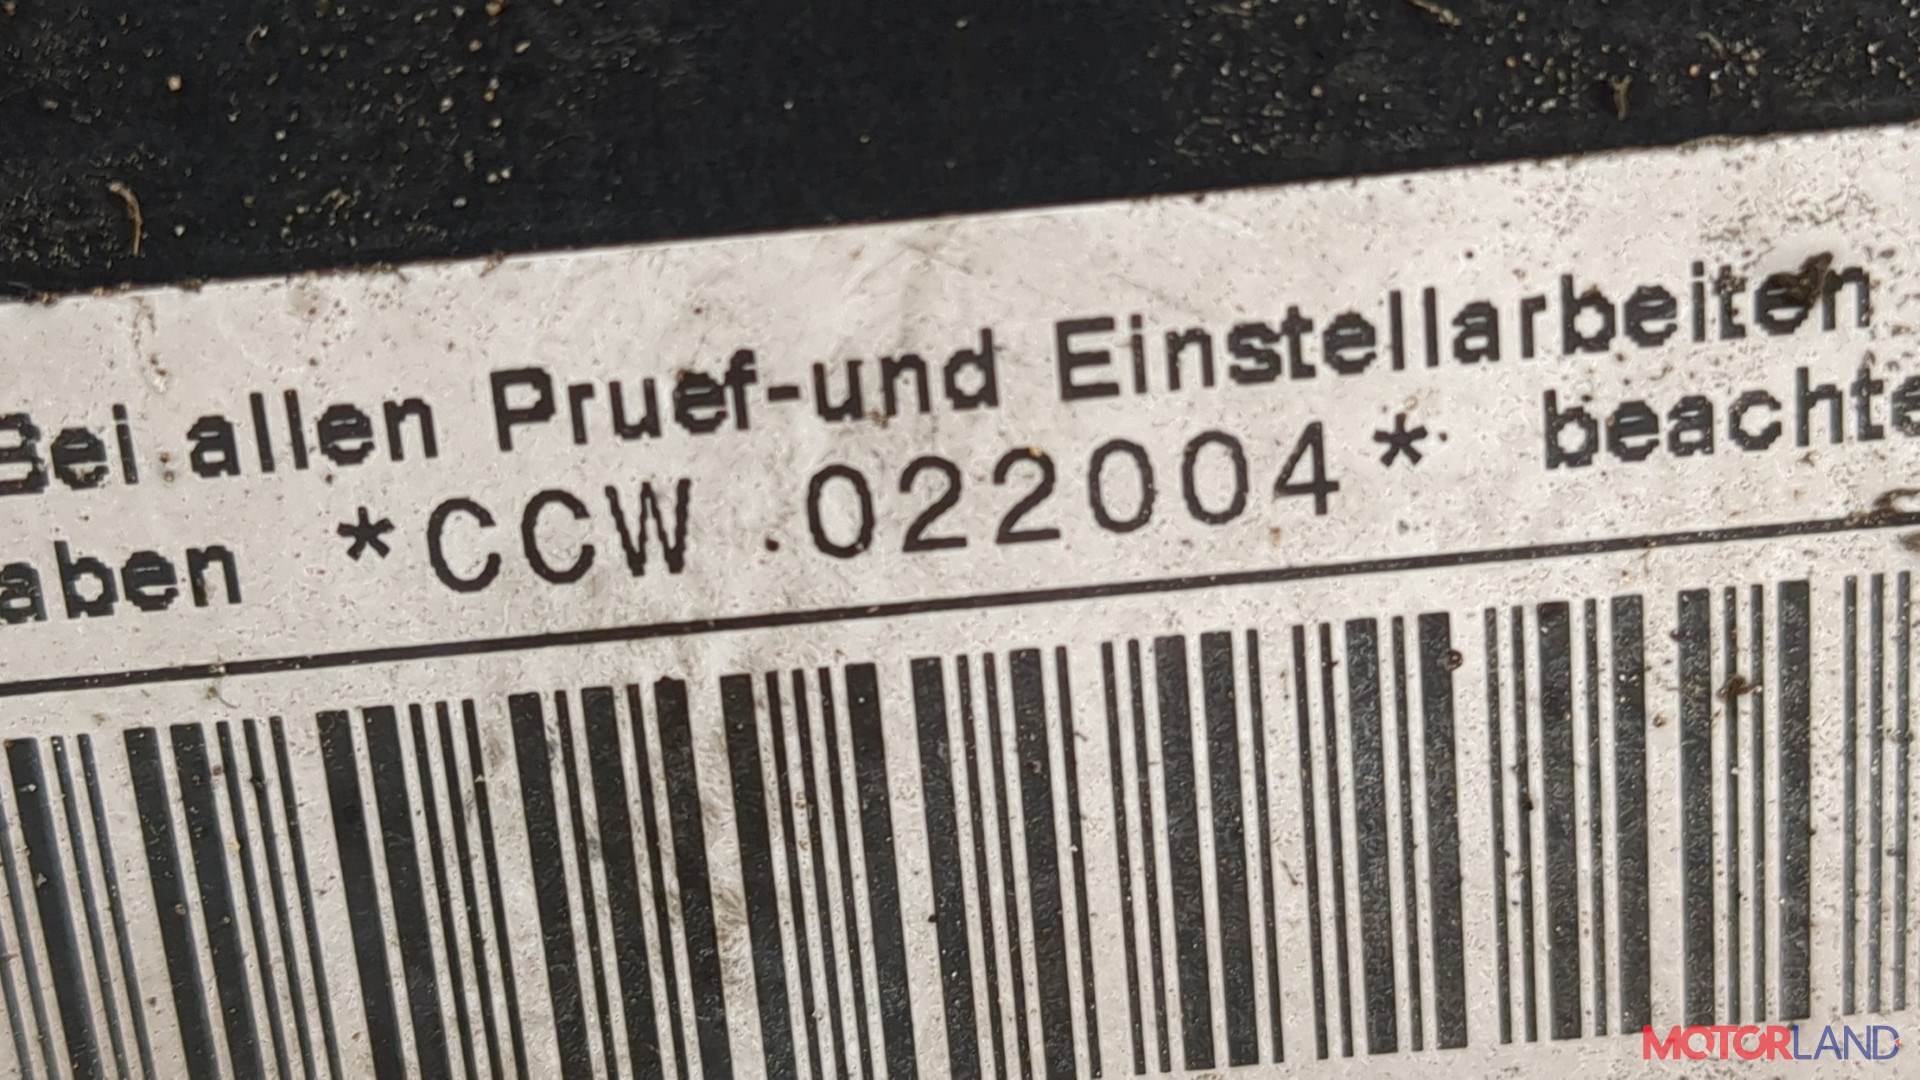 Bei allen Pruef-und Einstellarbeiten
aben *CCW 022004* beachte
MOTORLAND